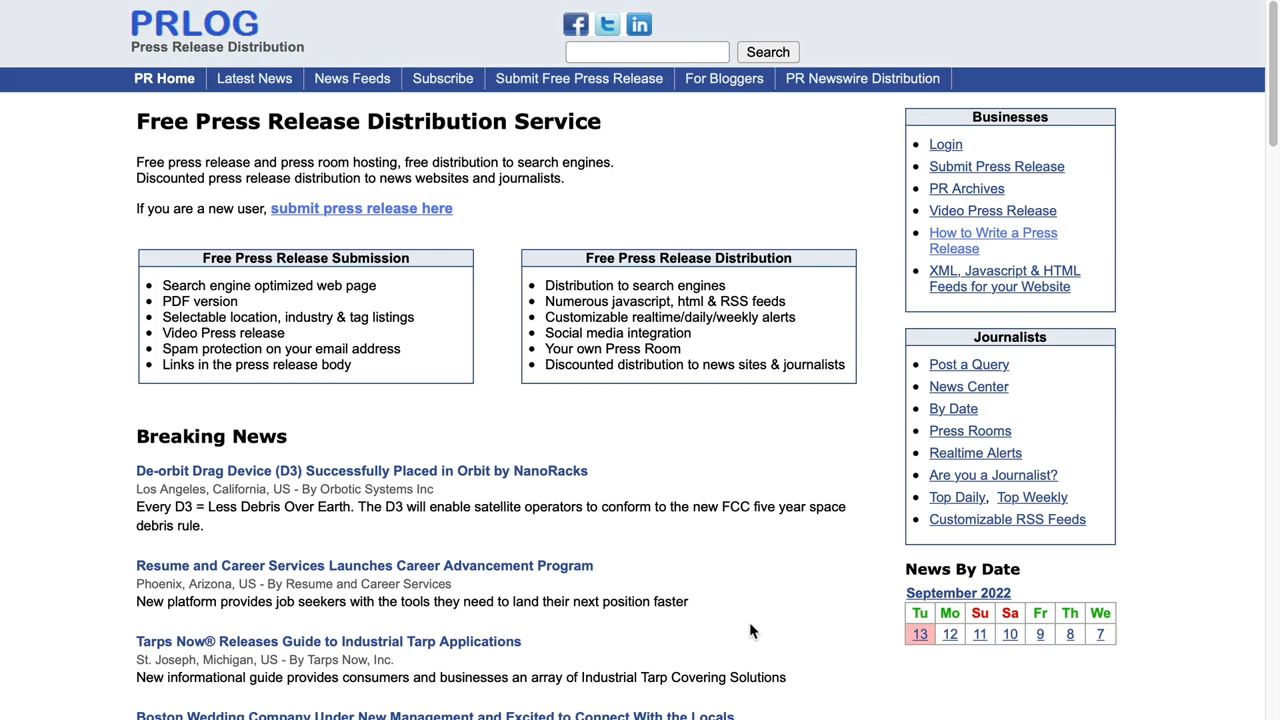 PRLOG
Press Release Distribution
Search
PR Home
Latest News
News Feeds
Subscribe
Submit Free Press Release
For Bloggers
PR Newswire Distribution
Free Press Release Distribution Service
Free press release and press room hosting, free distribution to search engines.
Discounted press release distribution to news websites and journalists.
If you are a new user, submit press release here
Free Press Release Submission
Search engine optimized web page
PDF version
Selectable location, industry & tag listings
Video Press release
Spam protection on your email address
Links in the press release body
Free Press Release Distribution
Distribution to search engines
Numerous javascript, html & RSS feeds
Customizable realtime/daily/weekly alerts
Social media integration
Your own Press Room
Discounted distribution to news sites & journalists
Breaking News
De-orbit Drag Device (D3) Successfully Placed in Orbit by NanoRacks
Los Angeles, California, US - By Orbotic Systems Inc
Every D3 = Less Debris Over Earth. The D3 will enable satellite operators to conform to the new FCC five year space
debris rule.
Resume and Career Services Launches Career Advancement Program
Phoenix, Arizona, US - By Resume and Career Services
New platform provides job seekers with the tools they need to land their next position faster
Tarps Now® Releases Guide to Industrial Tarp Applications
St. Joseph, Michigan, US - By Tarps Now, Inc.
New informational guide provides consumers and businesses an array of Industrial Tarp Covering Solutions
Boston Wedding Company Under New Management and Excited to Connect With the Locals
Businesses
Login
Submit Press Release
PR Archives
Video Press Release
How to Write a Press
Release
XML, Javascript & HTML
Feeds for your Website
Journalists
Post a Query
News Center
By Date
Press Rooms
Realtime Alerts
Are you a Journalist?
Top Daily, Top Weekly
Customizable RSS Feeds
News By Date
September 2022
Tu Mo Su Sa Fr Th We
13 12 11 10 9 8 7